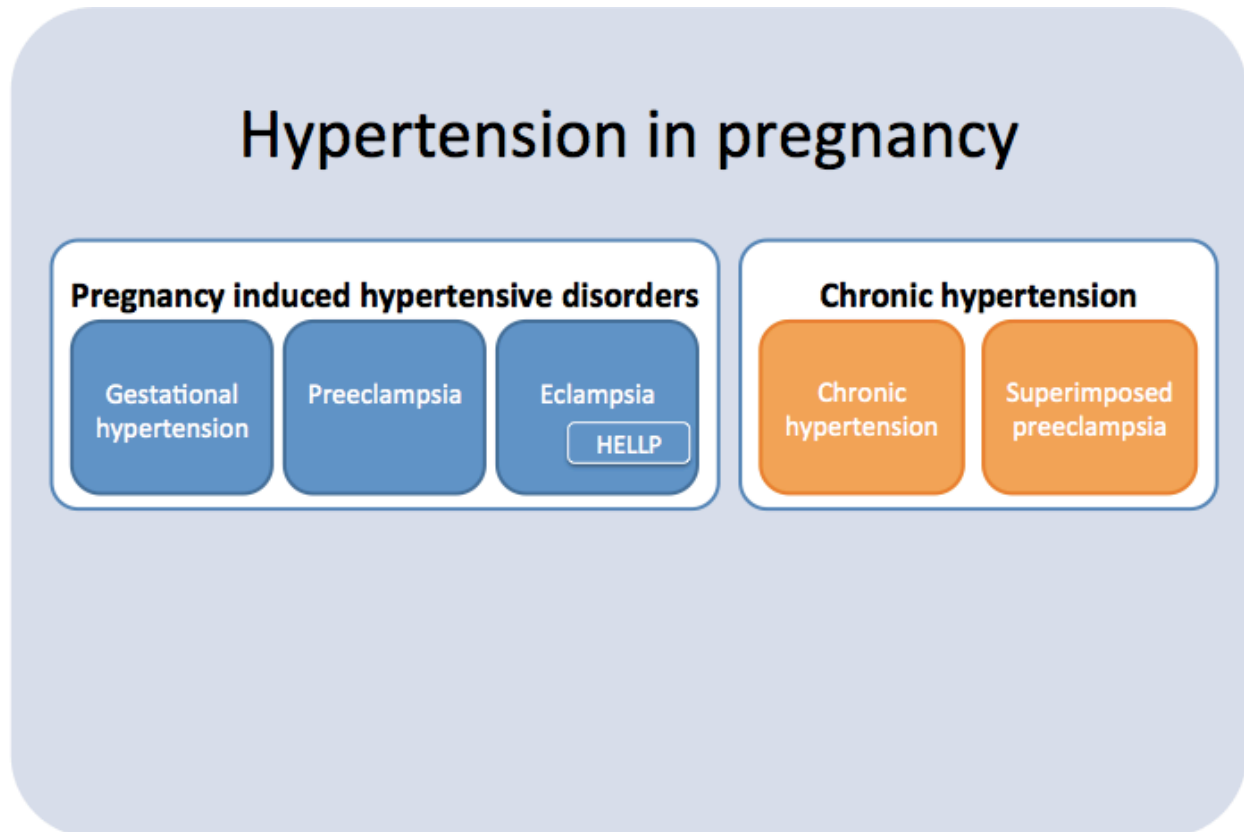 Hypertension in pregnancy
Pregnancy induced hypertensive disorders
Gestational
hypertension
Preeclampsia
Eclampsia
HELLP
Chronic hypertension
Chronic
hypertension
Superimposed
preeclampsia